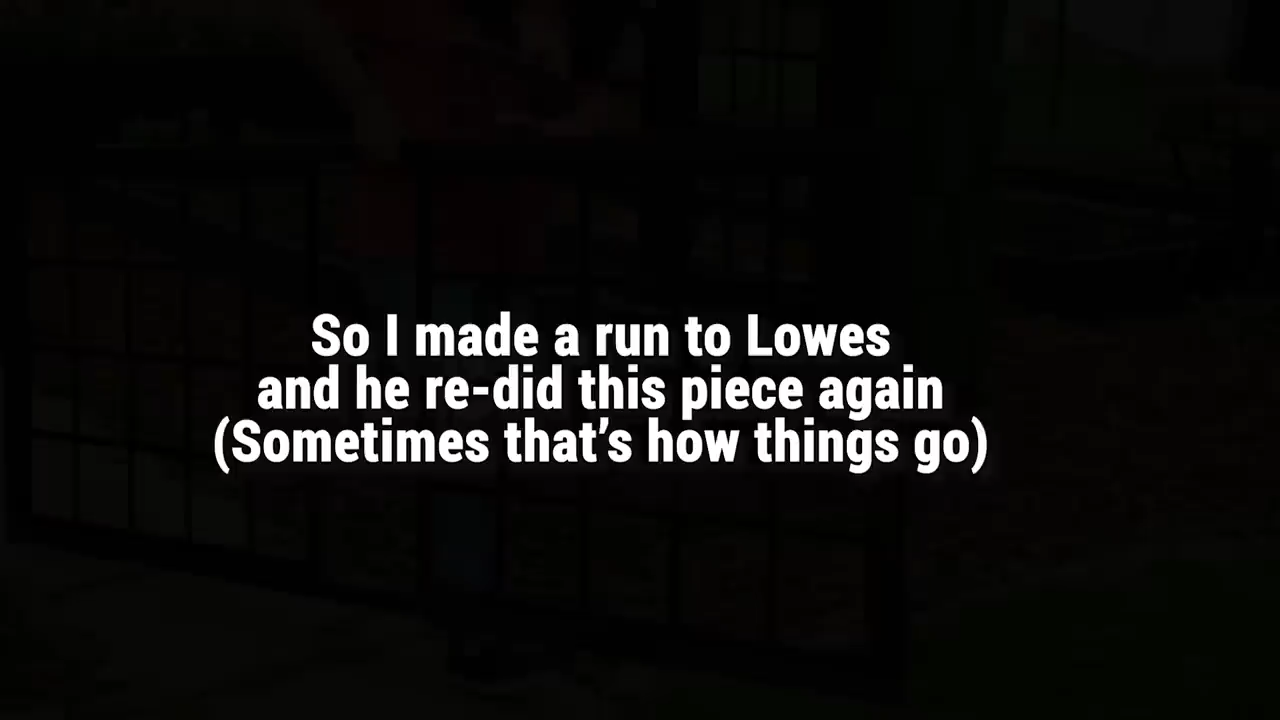 So I made a run to Lowes
and he re-did this piece again
(Sometimes that’s how things go)